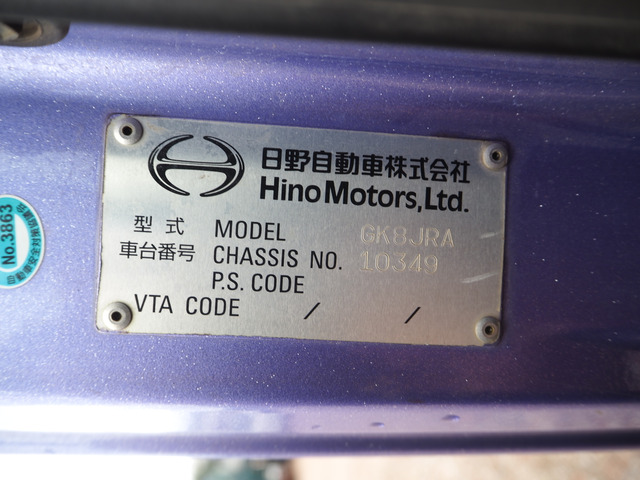 日野自動車株式会社
Hino Motors, Ltd.
型式 MODEL GK8JRA
車台番号 CHASSIS NO. 10349
P.S. CODE
VTA CODE / /
No.3863